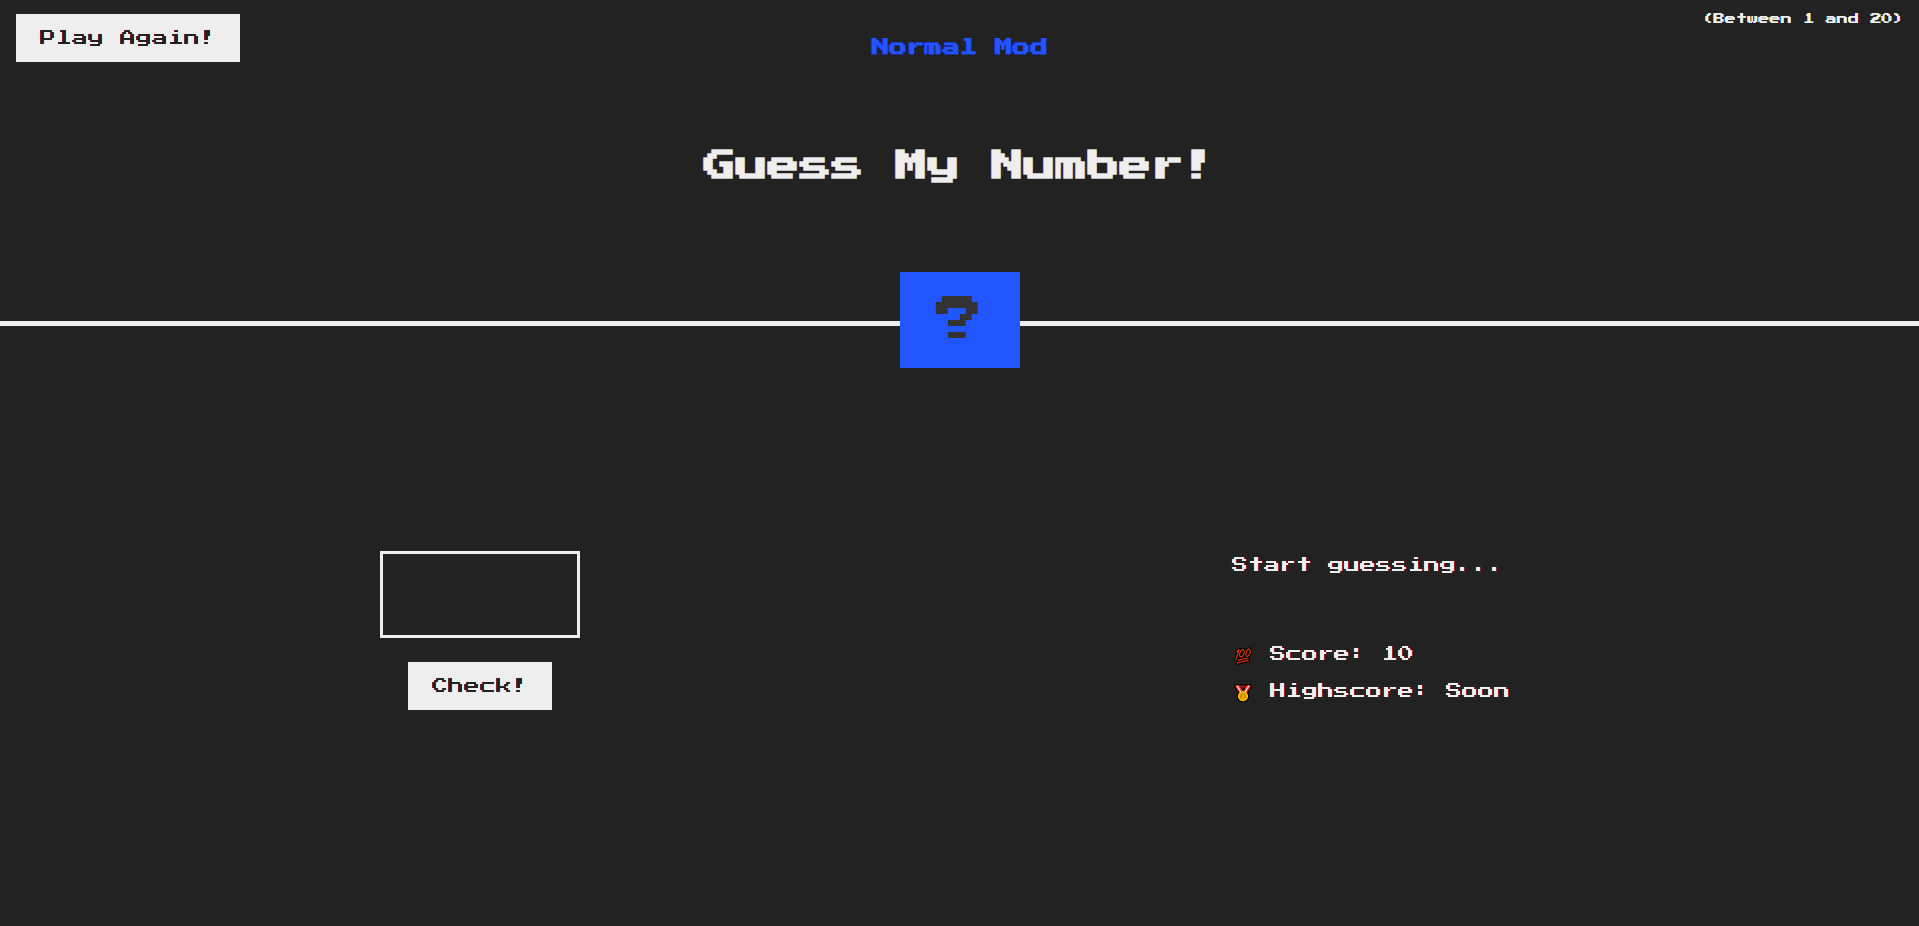 Play Again!
(Between 1 and 20)
Normal Mod
Guess My Number!
?
Start guessing...
Check!
💯 Score: 10
🥇 Highscore: Soon